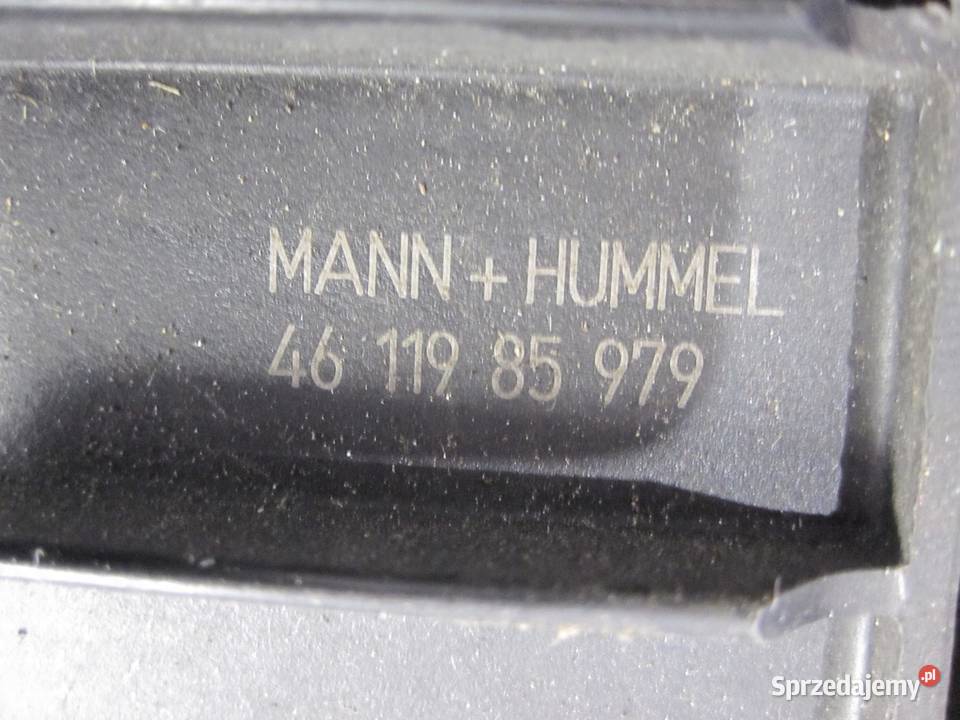 MANN + HUMMEL
46 119 85 979
Sprzedajemy.pl